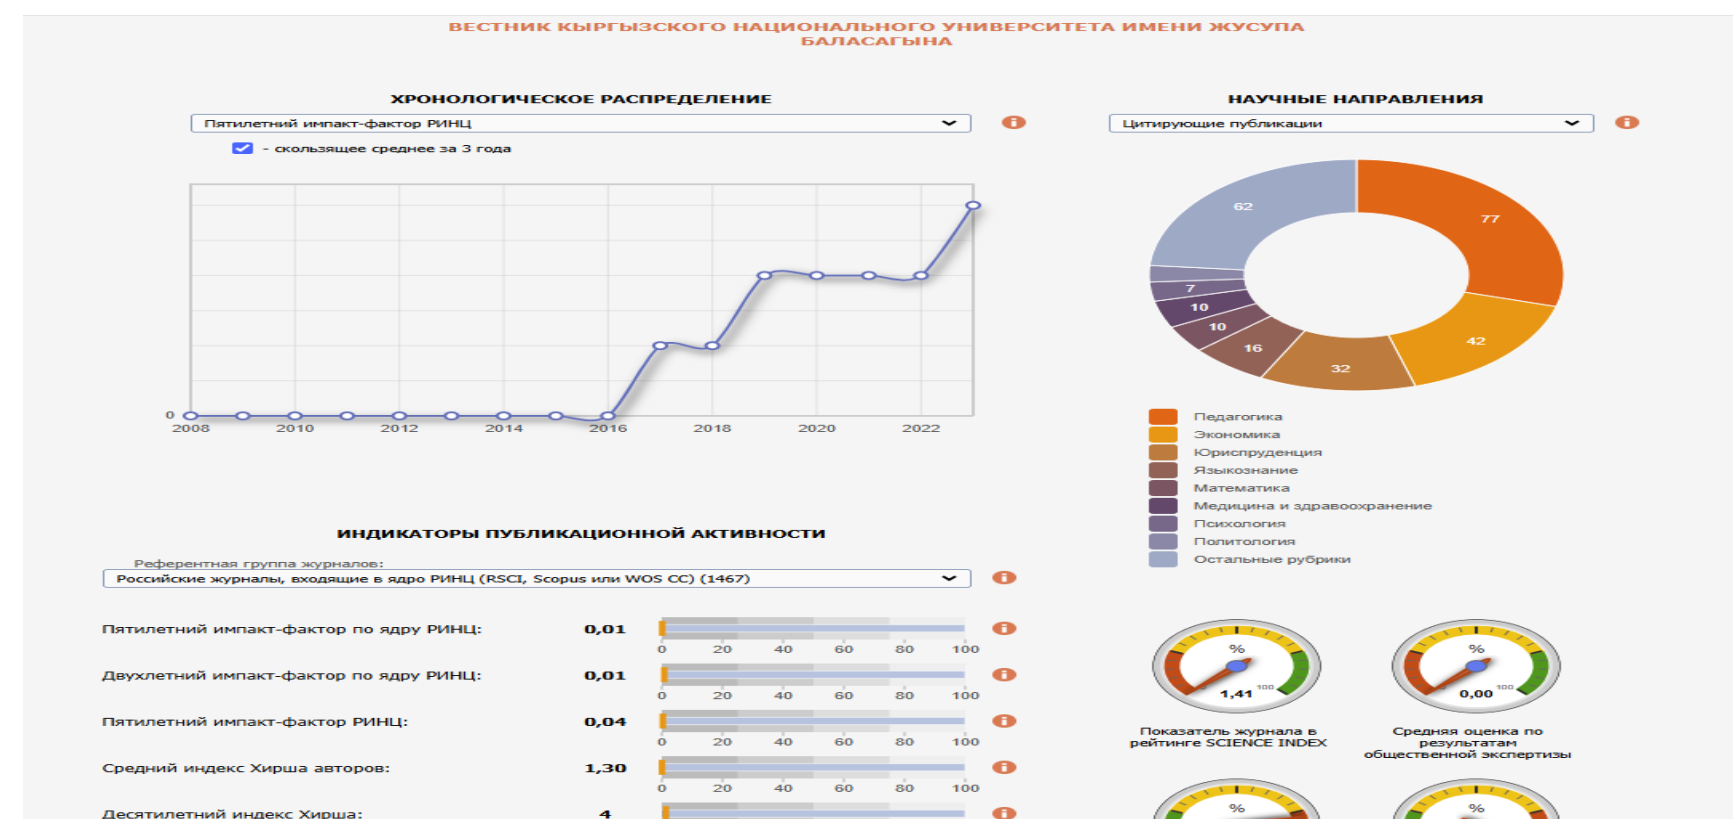 ВЕСТНИК КЫРГЫЗСКОГО НАЦИОНАЛЬНОГО УНИВЕРСИТЕТА ИМЕНИ ЖУСУПА
БАЛАСАГЫНА
ХРОНОЛОГИЧЕСКОЕ РАСПРЕДЕЛЕНИЕ
Пятилетний импакт-фактор РИНЦ
- скользящее среднее за 3 года
0
2008 2010 2012 2014 2016 2018 2020 2022
НАУЧНЫЕ НАПРАВЛЕНИЯ
Цитирующие публикации
62
77
7
10
10
16
32
42
Педагогика
Экономика
Юриспруденция
Языкознание
Математика
Медицина и здравоохранение
Психология
Политология
Остальные рубрики
ИНДИКАТОРЫ ПУБЛИКАЦИОННОЙ АКТИВНОСТИ
Референтная группа журналов:
Российские журналы, входящие в ядро РИНЦ (RSCI, Scopus или WOS CC) (1467)
Пятилетний импакт-фактор по ядру РИНЦ: 0,01
0 20 40 60 80 100
Двухлетний импакт-фактор по ядру РИНЦ: 0,01
0 20 40 60 80 100
Пятилетний импакт-фактор РИНЦ: 0,04
0 20 40 60 80 100
Средний индекс Хирша авторов: 1,30
0 20 40 60 80 100
Десятилетний индекс Хирша: 4
%
100
1,41
Показатель журнала в
рейтинге SCIENCE INDEX
%
100
0,00
Средняя оценка по
результатам
общественной экспертизы
%
%